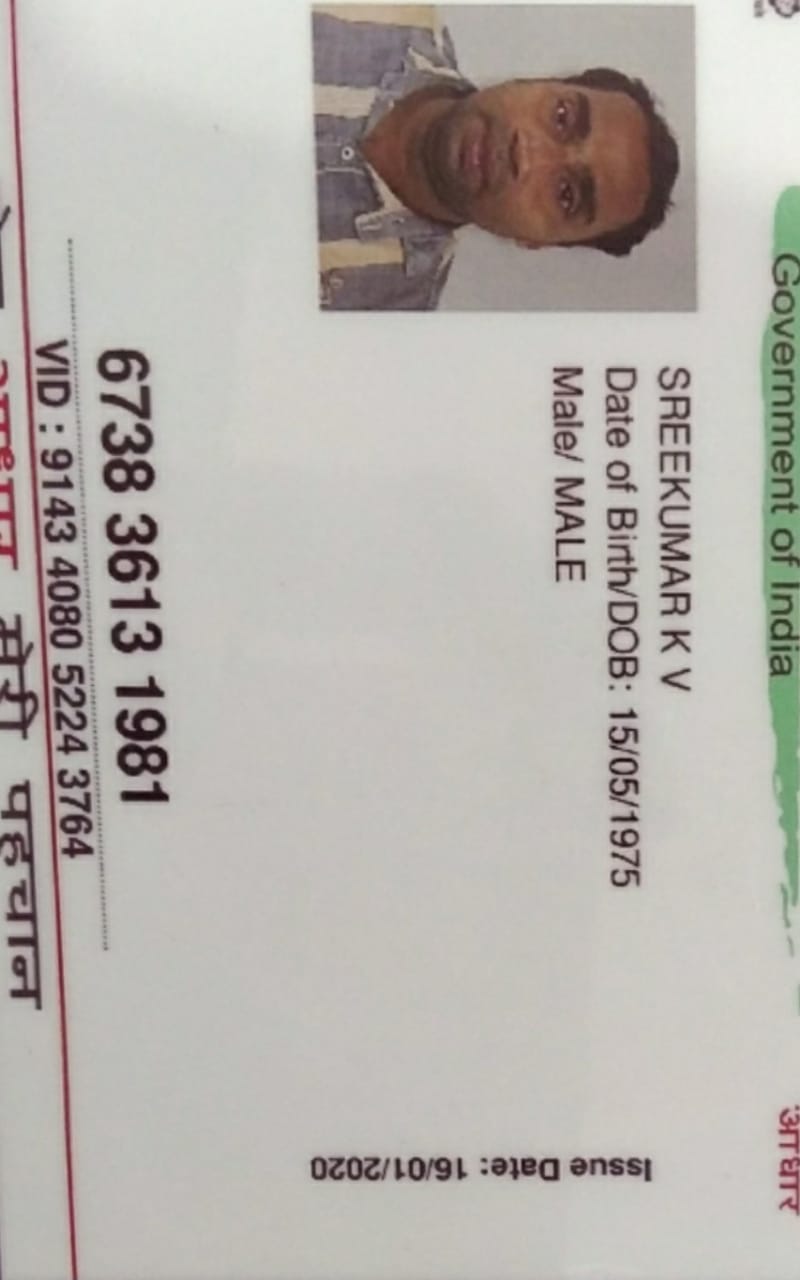 Government of India
आधार
SREEKUMAR K V
Date of Birth/DOB: 15/05/1975
Male/ MALE
Issue Date: 16/01/2020
6738 3613 1981
VID : 9143 4080 5224 3764
मेरी पहचान